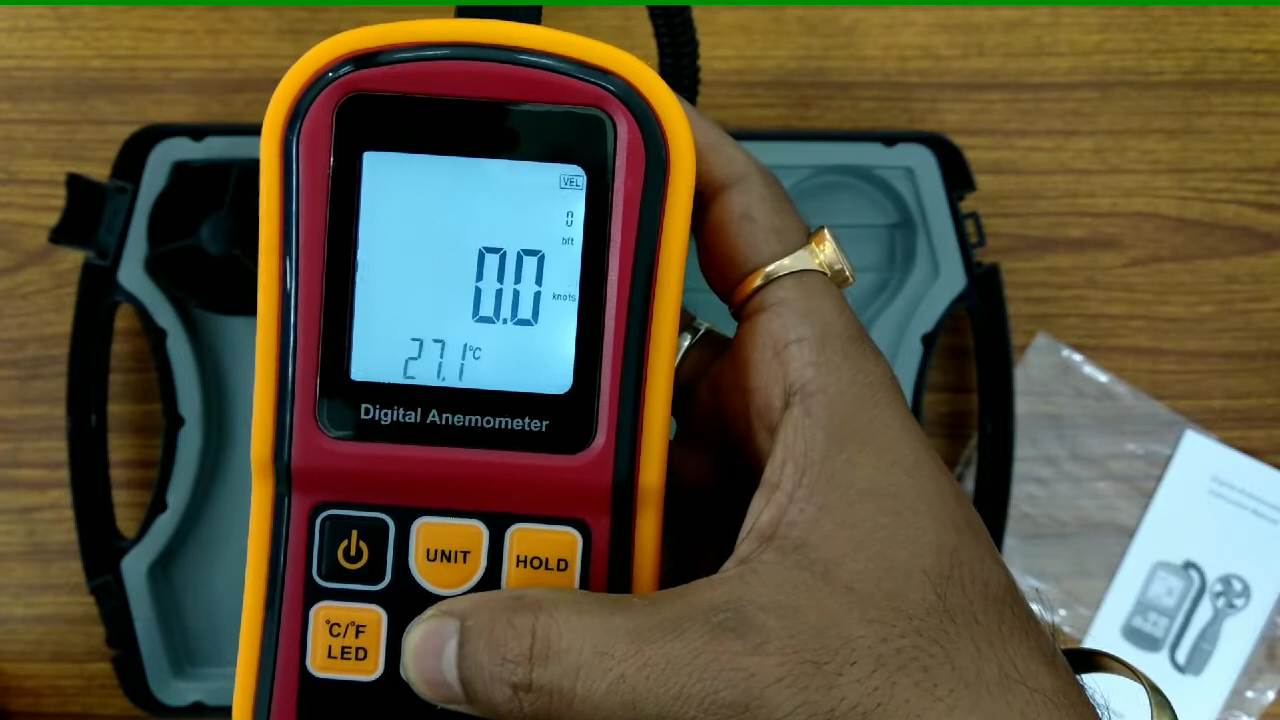 VEL
0
bft
0.0
knots
27.1 °C
Digital Anemometer
UNIT
HOLD
°C/°F
LED